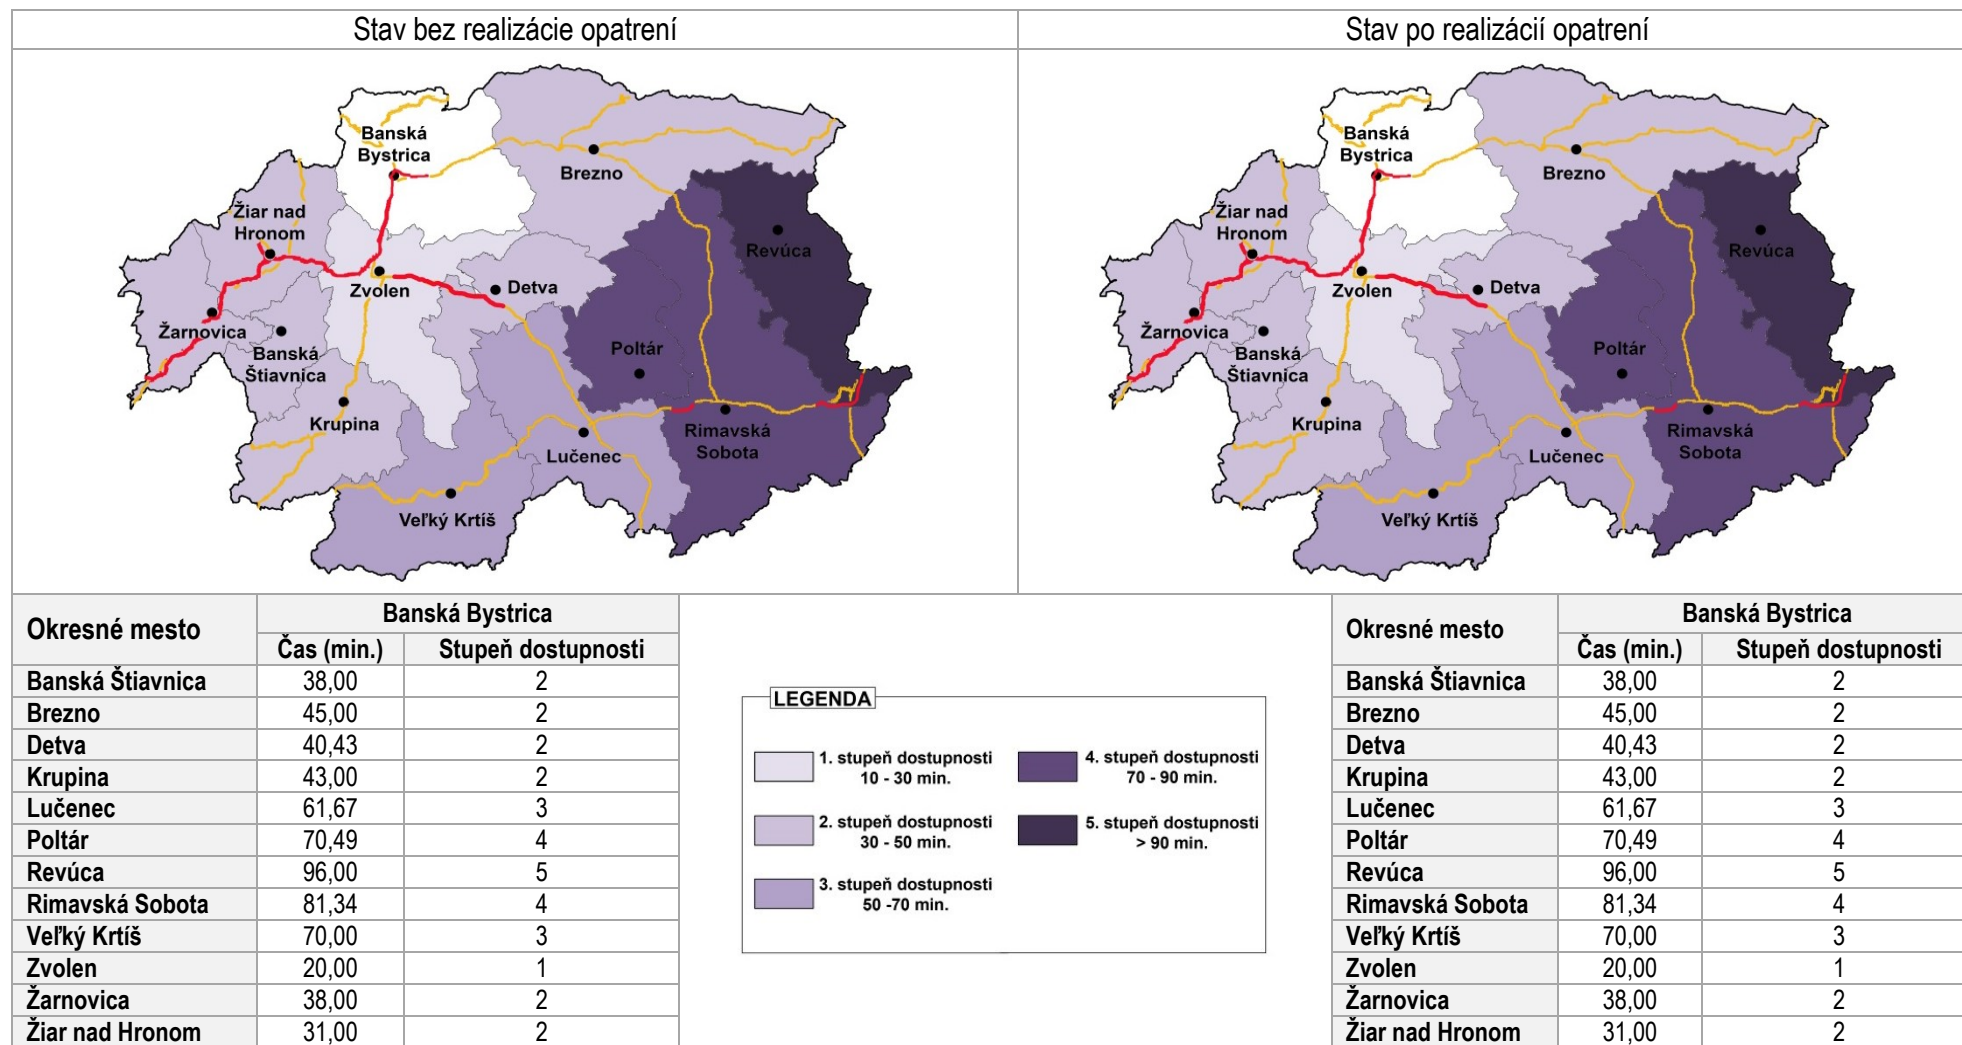 Stav bez realizácie opatrení
Stav po realizácií opatrení
Banská
Bystrica
Brezno
Žiar nad
Hronom
Revúca
Zvolen
Detva
Žarnovica
Banská
Štiavnica
Poltár
Krupina
Rimavská
Sobota
Lučenec
Veľký Krtíš
Banská
Bystrica
Brezno
Žiar nad
Hronom
Revúca
Zvolen
Detva
Žarnovica
Banská
Štiavnica
Poltár
Krupina
Rimavská
Sobota
Lučenec
Veľký Krtíš
Okresné mesto Banská Bystrica
Čas (min.) Stupeň dostupnosti
Banská Štiavnica 38,00 2
Brezno 45,00 2
Detva 40,43 2
Krupina 43,00 2
Lučenec 61,67 3
Poltár 70,49 4
Revúca 96,00 5
Rimavská Sobota 81,34 4
Veľký Krtíš 70,00 3
Zvolen 20,00 1
Žarnovica 38,00 2
Žiar nad Hronom 31,00 2
LEGENDA
1. stupeň dostupnosti
10 - 30 min.
2. stupeň dostupnosti
30 - 50 min.
3. stupeň dostupnosti
50 -70 min.
4. stupeň dostupnosti
70 - 90 min.
5. stupeň dostupnosti
> 90 min.
Okresné mesto Banská Bystrica
Čas (min.) Stupeň dostupnosti
Banská Štiavnica 38,00 2
Brezno 45,00 2
Detva 40,43 2
Krupina 43,00 2
Lučenec 61,67 3
Poltár 70,49 4
Revúca 96,00 5
Rimavská Sobota 81,34 4
Veľký Krtíš 70,00 3
Zvolen 20,00 1
Žarnovica 38,00 2
Žiar nad Hronom 31,00 2